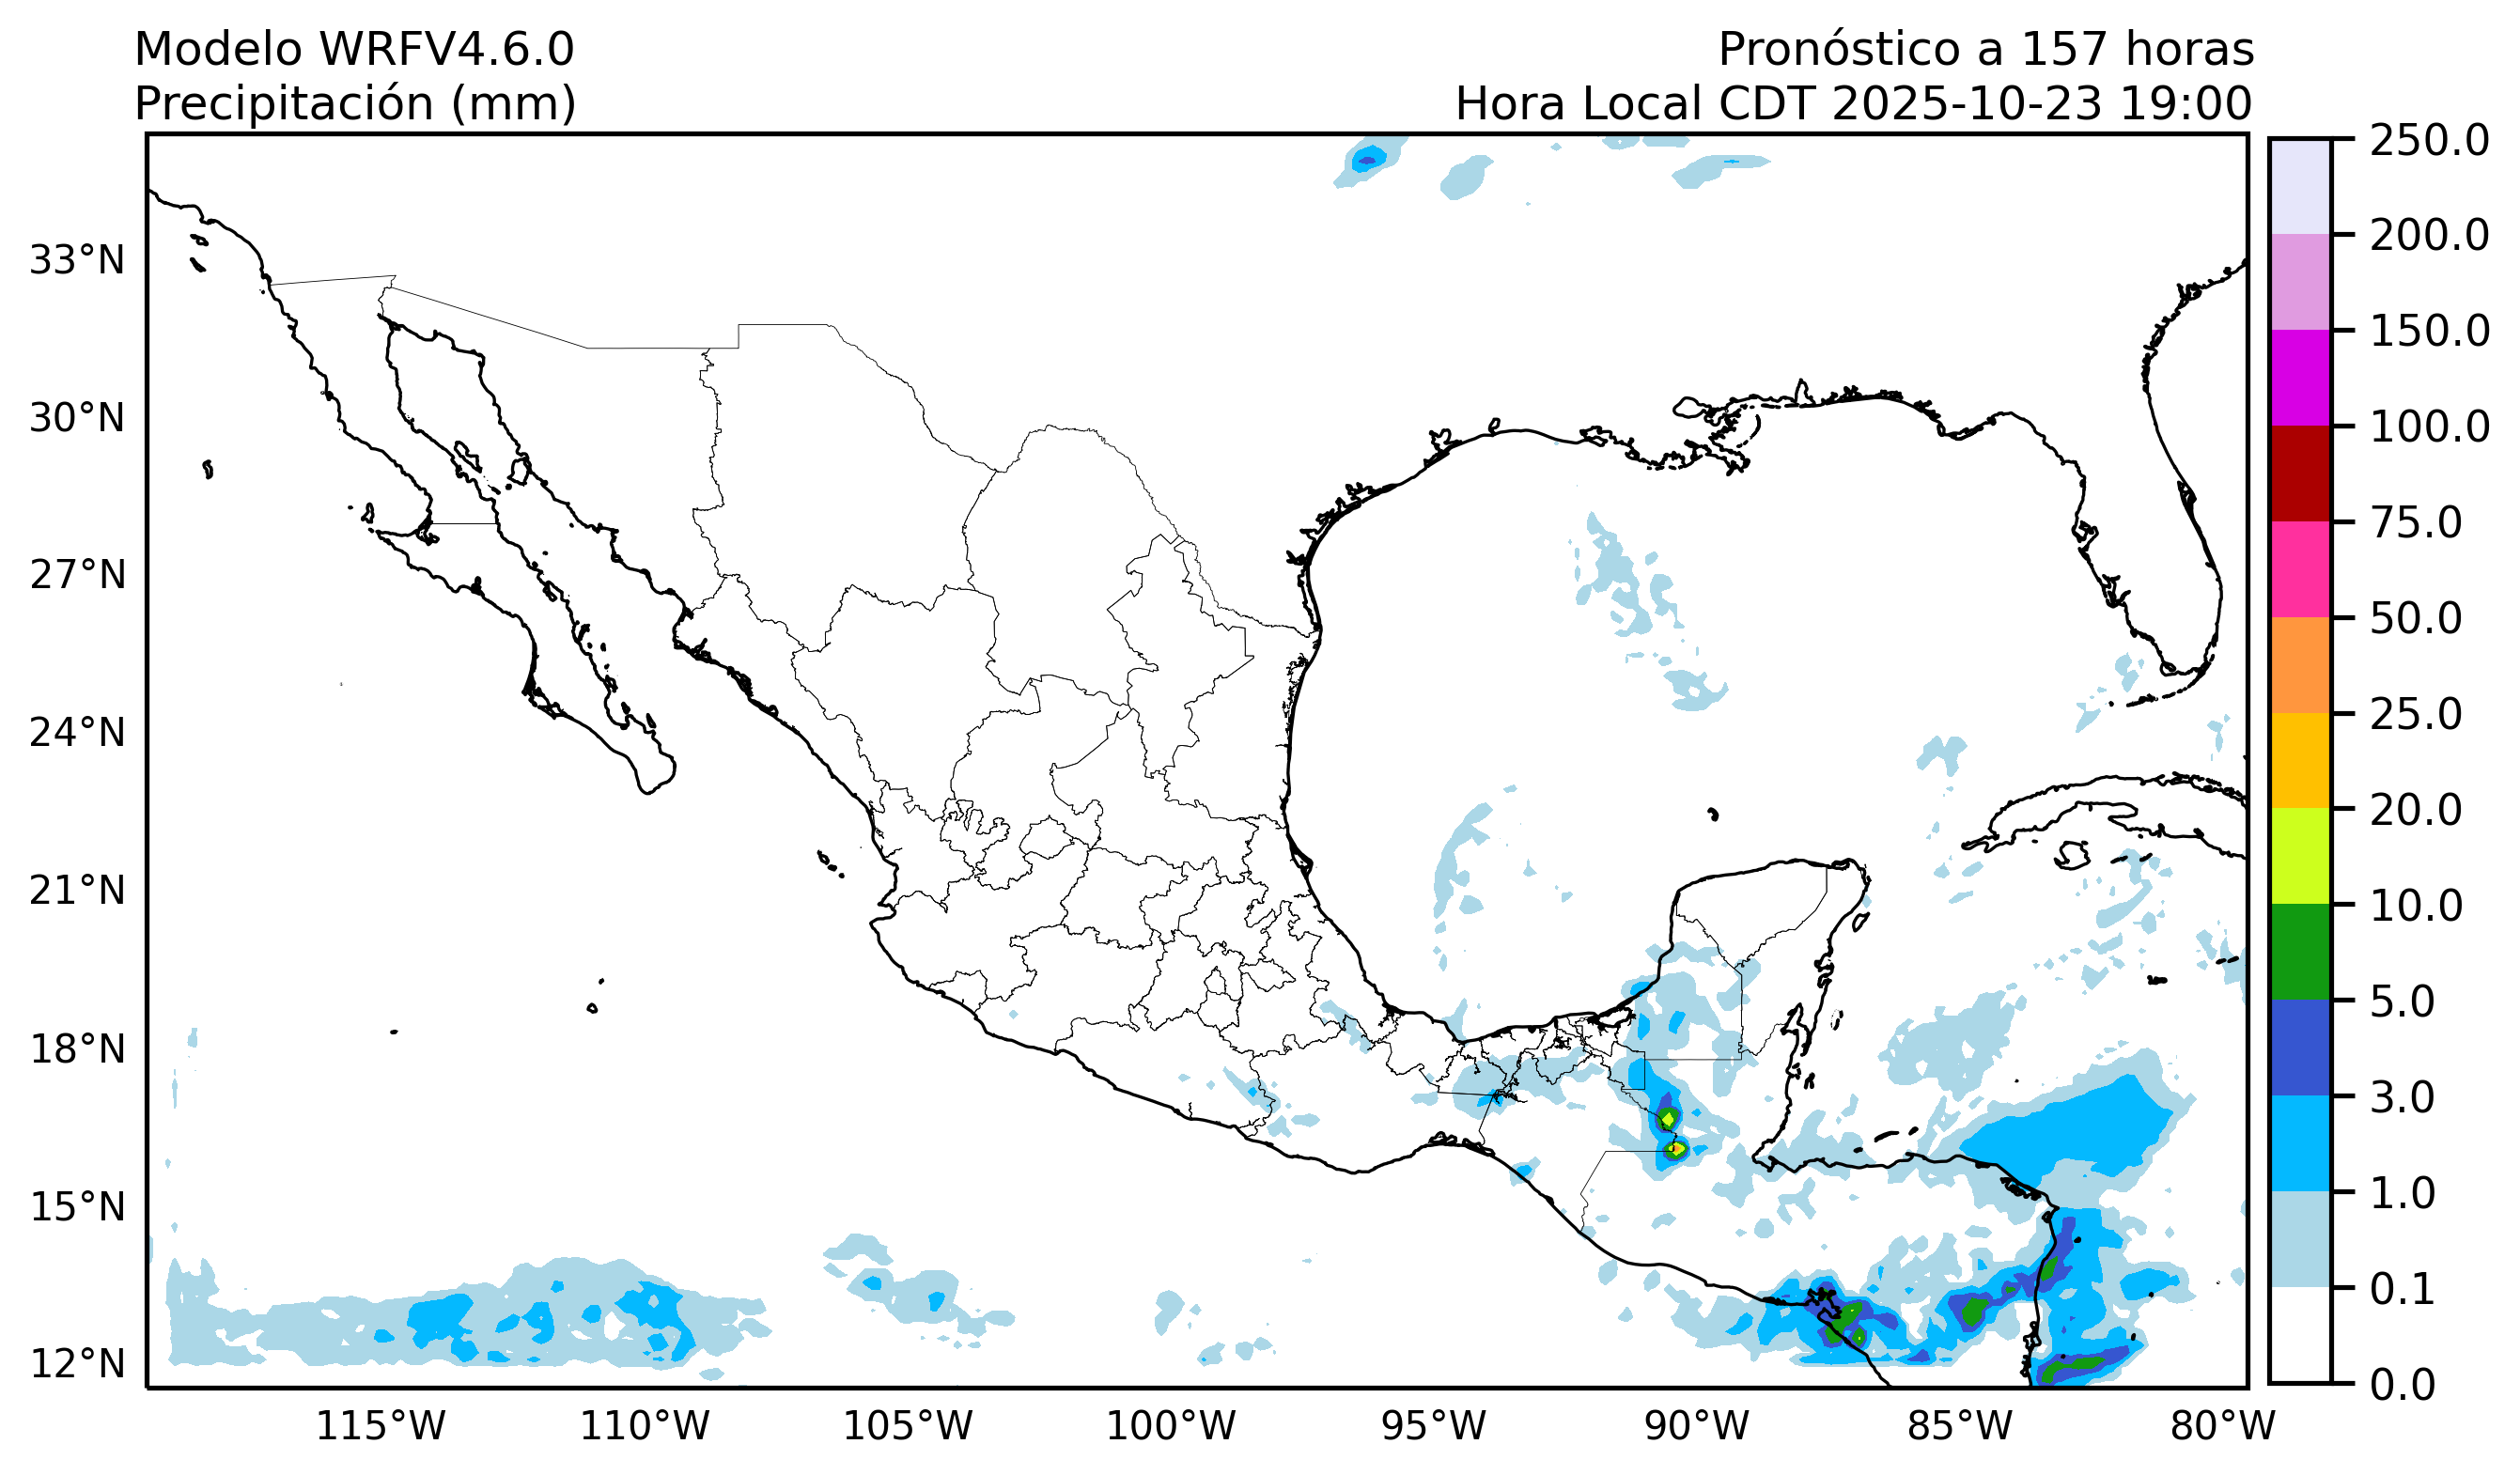 Modelo WRFV4.6.0
Precipitación (mm)
Pronóstico a 157 horas
Hora Local CDT 2025-10-23 19:00
33°N
30°N
27°N
24°N
21°N
18°N
15°N
12°N
115°W
110°W
105°W
100°W
95°W
90°W
85°W
80°W
250.0
200.0
150.0
100.0
75.0
50.0
25.0
20.0
10.0
5.0
3.0
1.0
0.1
0.0